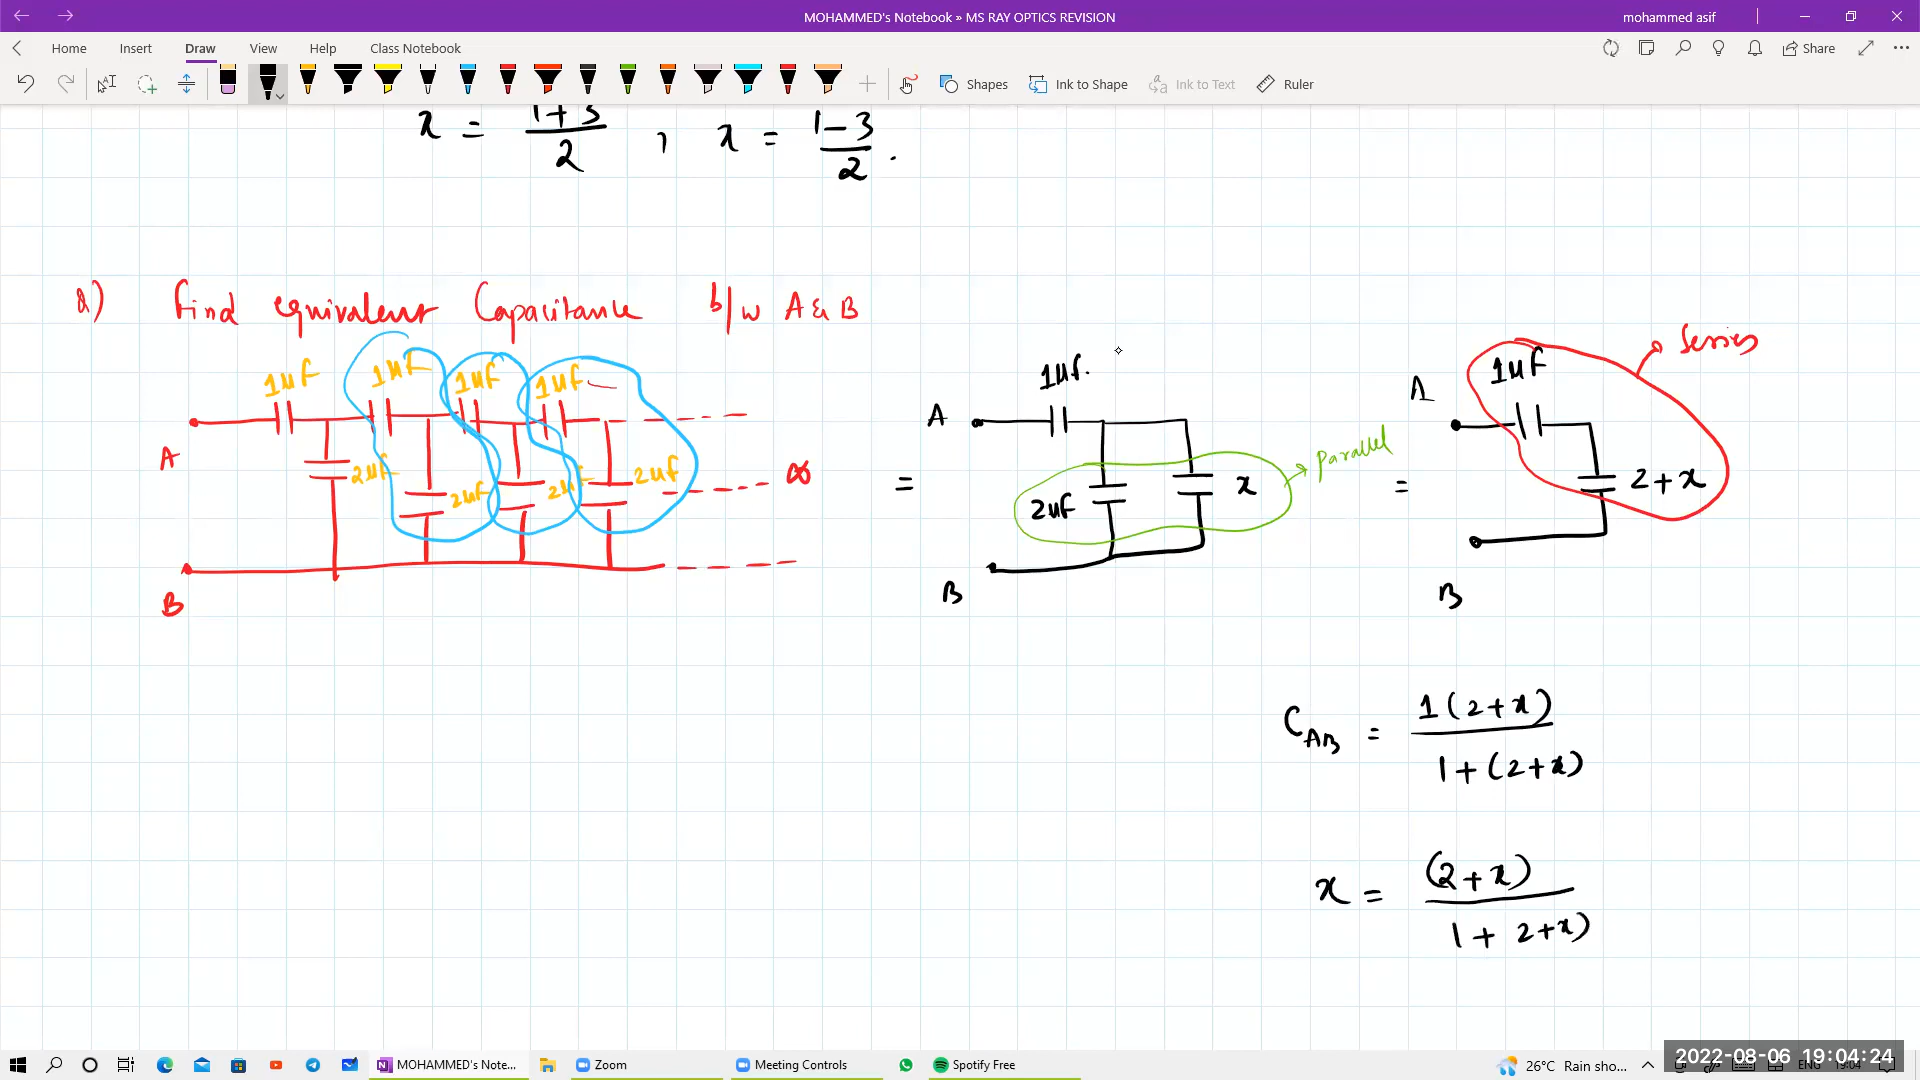 MOHAMMED's Notebook » MS RAY OPTICS REVISION
mohammed asif
Home Insert Draw View Help Class Notebook
Share
Shapes Ink to Shape Ink to Text Ruler
x = 1+3/2 , x = 1-3/2 .
Find equivalent Capacitance b/w A & B
1uF 1uF 1uF 1uF
A
2uF 2uF 2uF 2uF ∞
B
= A 1uF.
2uF x
parallel
B
= A 1uF
2+x
Series
B
C_AB = 1(2+x) / 1+(2+x)
x = (2+x) / 1+2+x)
MOHAMMED's Note...
Zoom
Meeting Controls
Spotify Free
26°C Rain sho...
ENG 19:04
2022-08-06 19:04:24